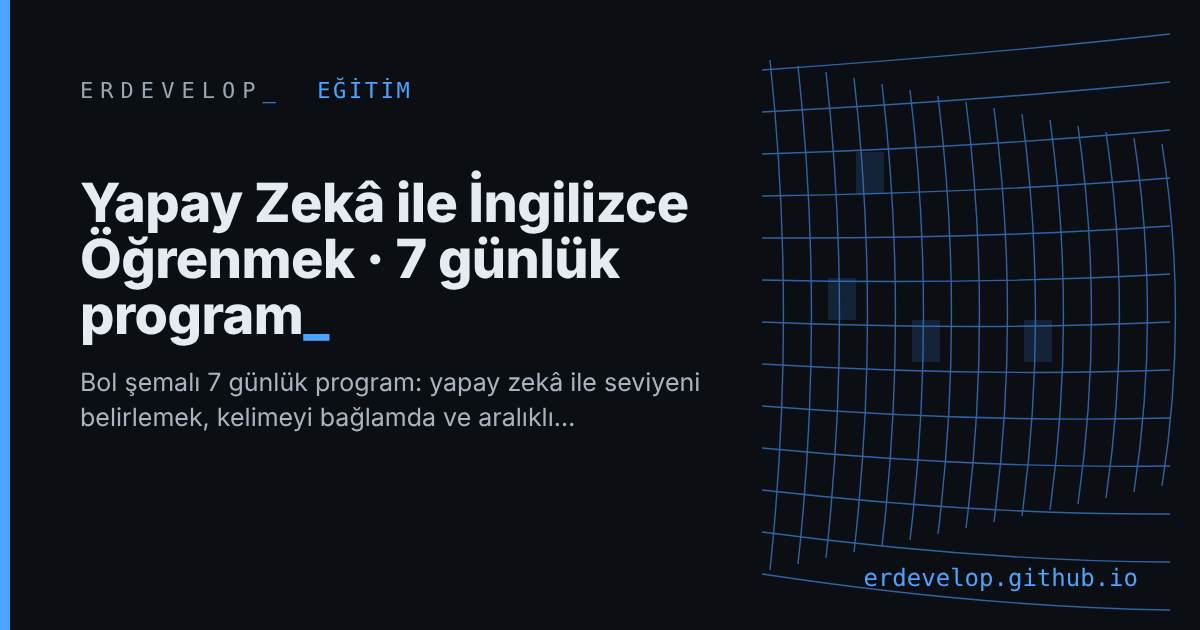 ERDEVELOP_ EĞİTİM
Yapay Zekâ ile İngilizce
Öğrenmek · 7 günlük
program_
Bol şemalı 7 günlük program: yapay zekâ ile seviyeni
belirlemek, kelimeyi bağlamda ve aralıklı...
erdevelop.github.io